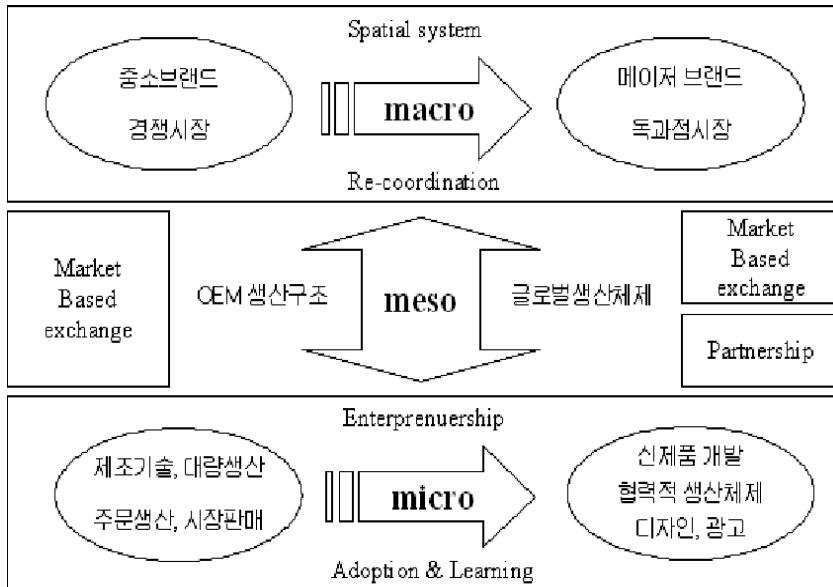 Spatial system
중소브랜드
경쟁시장
macro
메이저 브랜드
독과점시장
Re-coordination
Market
Based
exchange
OEM 생산구조
meso
글로벌생산체제
Market
Based
exchange
Partnership
Enterprenuership
제조기술, 대량생산
주문생산, 시장판매
micro
신제품 개발
협력적 생산체제
디자인, 광고
Adoption & Learning